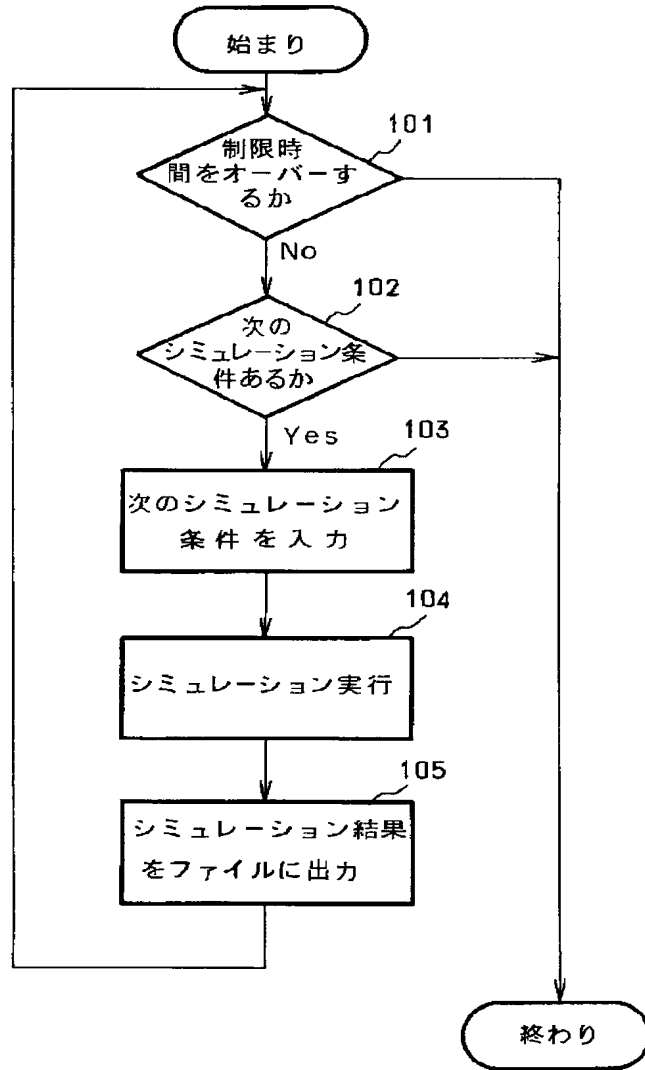 始まり
101
制限時
間をオーバーす
るか
No
102
次の
シミュレーション条
件あるか
Yes
103
次のシミュレーション
条件を入力
104
シミュレーション実行
105
シミュレーション結果
をファイルに出力
終わり